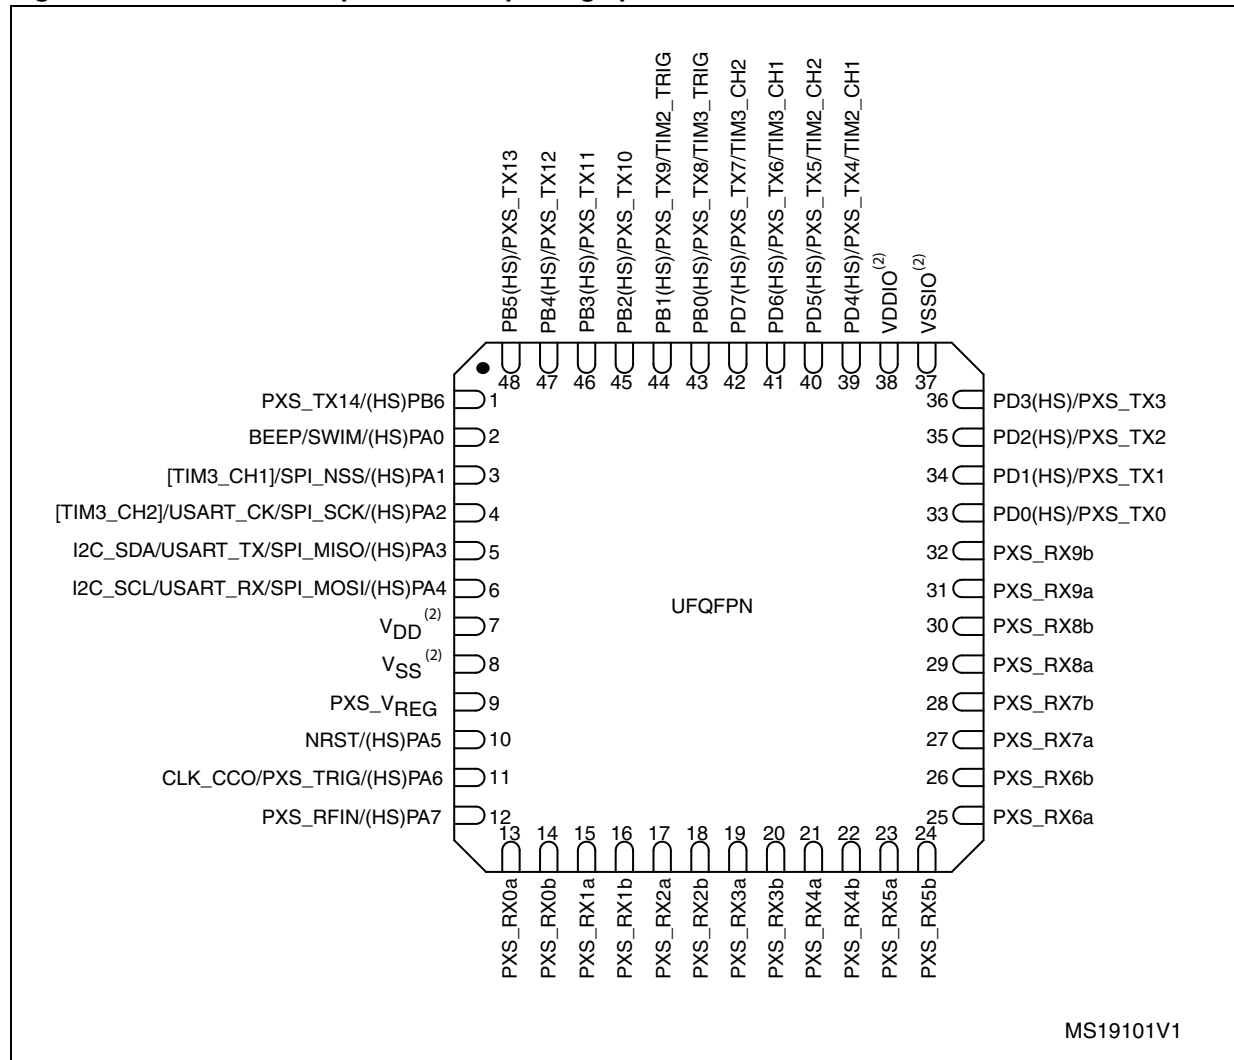 PB5(HS)/PXS_TX13
PB4(HS)/PXS_TX12
PB3(HS)/PXS_TX11
PB2(HS)/PXS_TX10
PB1(HS)/PXS_TX9/TIM2_TRIG
PB0(HS)/PXS_TX8/TIM3_TRIG
PD7(HS)/PXS_TX7/TIM3_CH2
PD6(HS)/PXS_TX6/TIM3_CH1
PD5(HS)/PXS_TX5/TIM2_CH2
PD4(HS)/PXS_TX4/TIM2_CH1
VDDIO(2)
VSSIO(2)
48 47 46 45 44 43 42 41 40 39 38 37
PXS_TX14/(HS)PB6 1
BEEP/SWIM/(HS)PA0 2
[TIM3_CH1]/SPI_NSS/(HS)PA1 3
[TIM3_CH2]/USART_CK/SPI_SCK/(HS)PA2 4
I2C_SDA/USART_TX/SPI_MISO/(HS)PA3 5
I2C_SCL/USART_RX/SPI_MOSI/(HS)PA4 6
VDD(2) 7
VSS(2) 8
PXS_VREG 9
NRST/(HS)PA5 10
CLK_CCO/PXS_TRIG/(HS)PA6 11
PXS_RFIN/(HS)PA7 12
UFQFPN
36 PD3(HS)/PXS_TX3
35 PD2(HS)/PXS_TX2
34 PD1(HS)/PXS_TX1
33 PD0(HS)/PXS_TX0
32 PXS_RX9b
31 PXS_RX9a
30 PXS_RX8b
29 PXS_RX8a
28 PXS_RX7b
27 PXS_RX7a
26 PXS_RX6b
25 PXS_RX6a
13 14 15 16 17 18 19 20 21 22 23 24
PXS_RX0a
PXS_RX0b
PXS_RX1a
PXS_RX1b
PXS_RX2a
PXS_RX2b
PXS_RX3a
PXS_RX3b
PXS_RX4a
PXS_RX4b
PXS_RX5a
PXS_RX5b
MS19101V1